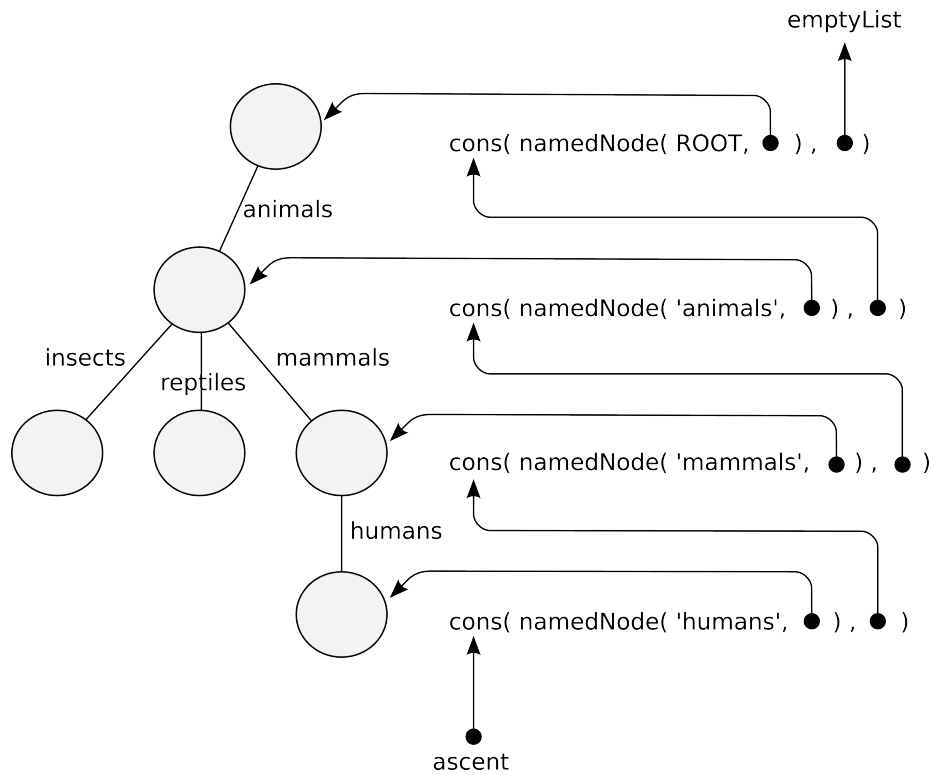 emptyList
cons( namedNode( ROOT, ) , )
animals
cons( namedNode( 'animals', ) , )
insects
reptiles
mammals
cons( namedNode( 'mammals', ) , )
humans
cons( namedNode( 'humans', ) , )
ascent